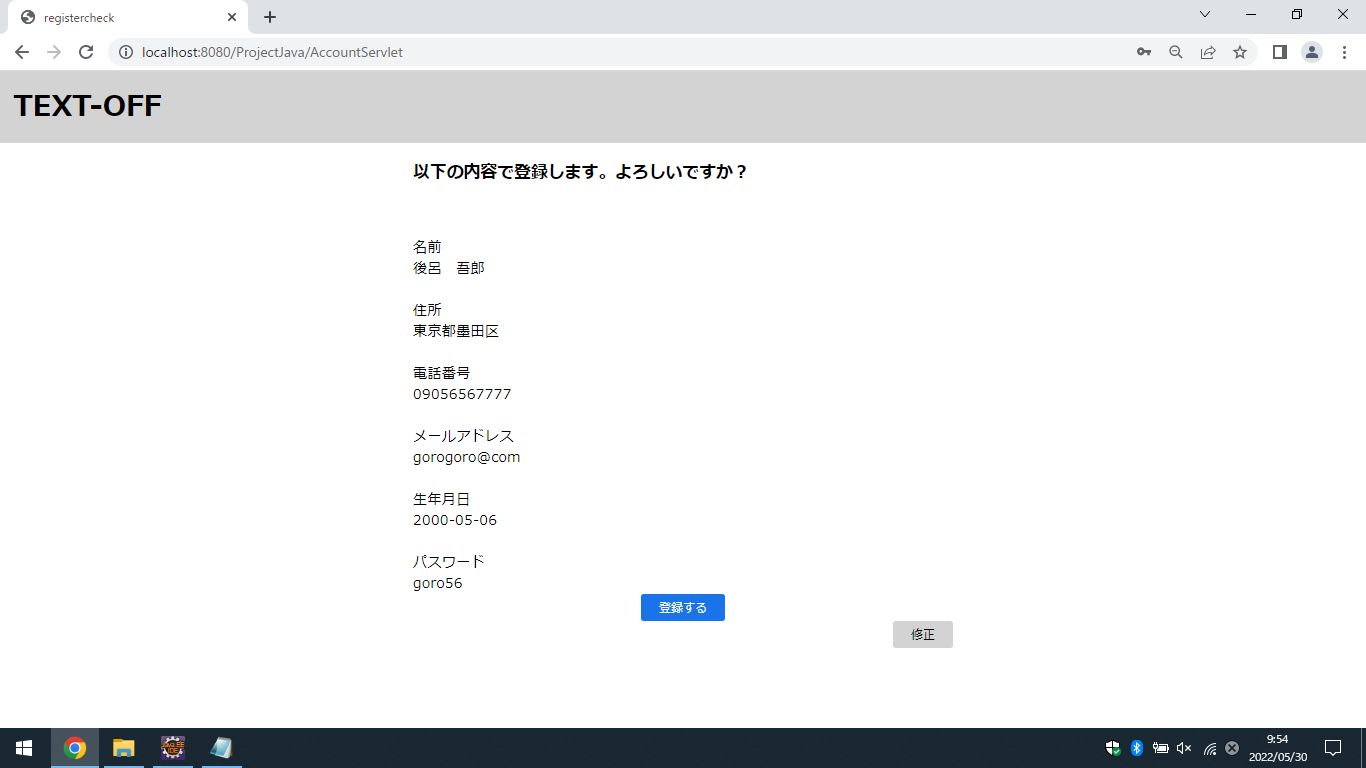 registercheck
localhost:8080/ProjectJava/AccountServlet
TEXT-OFF
以下の内容で登録します。よろしいですか？
名前
後呂　吾郎
住所
東京都墨田区
電話番号
09056567777
メールアドレス
gorogoro@com
生年月日
2000-05-06
パスワード
goro56
登録する
修正
Java EE
IDE
9:54
2022/05/30